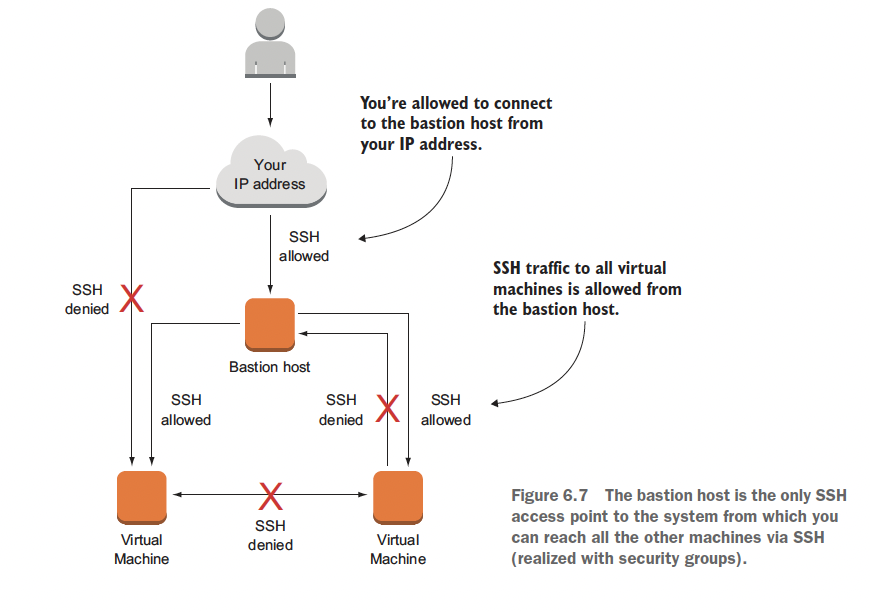 You're allowed to connect
to the bastion host from
your IP address.
Your
IP address
SSH
allowed
SSH traffic to all virtual
machines is allowed from
the bastion host.
SSH
denied
Bastion host
SSH
allowed
SSH
denied
SSH
allowed
SSH
denied
Virtual
Machine
Virtual
Machine
Figure 6.7 The bastion host is the only SSH
access point to the system from which you
can reach all the other machines via SSH
(realized with security groups).